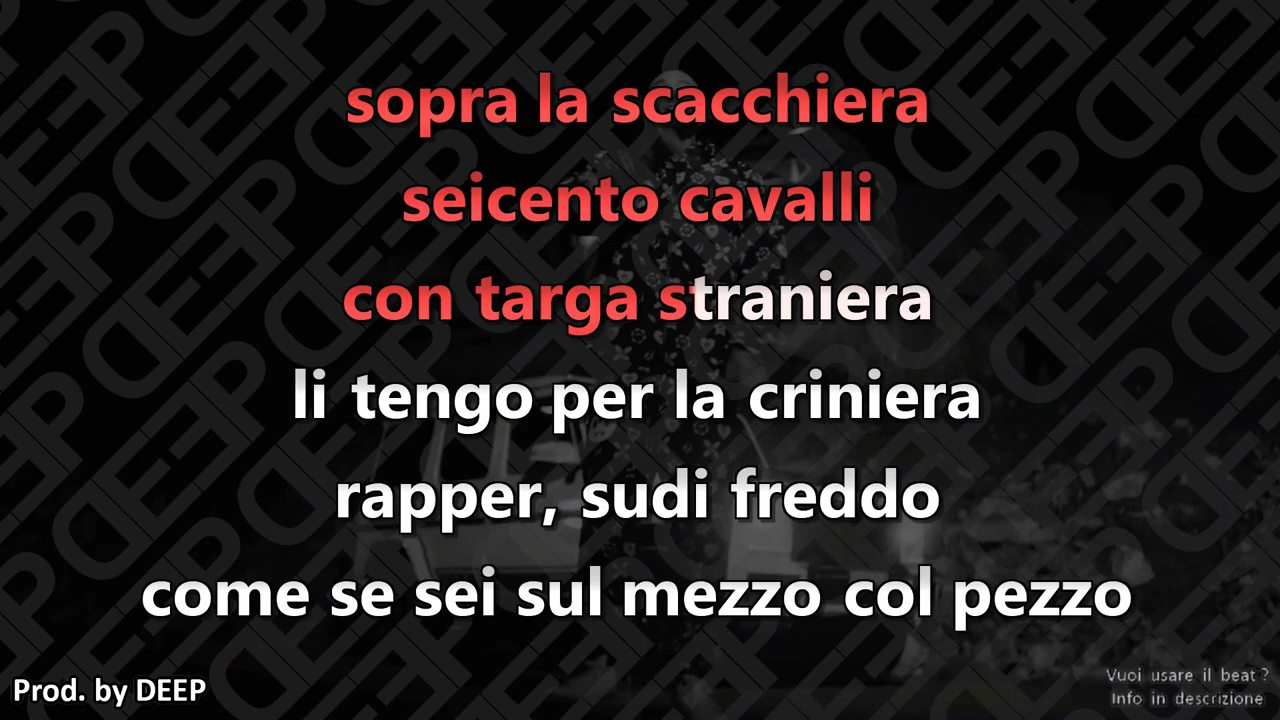 sopra la scacchiera
seicento cavalli
con targa straniera
li tengo per la criniera
rapper, sudi freddo
come se sei sul mezzo col pezzo
Prod. by DEEP
Vuoi usare il beat ?
Info in descrizione